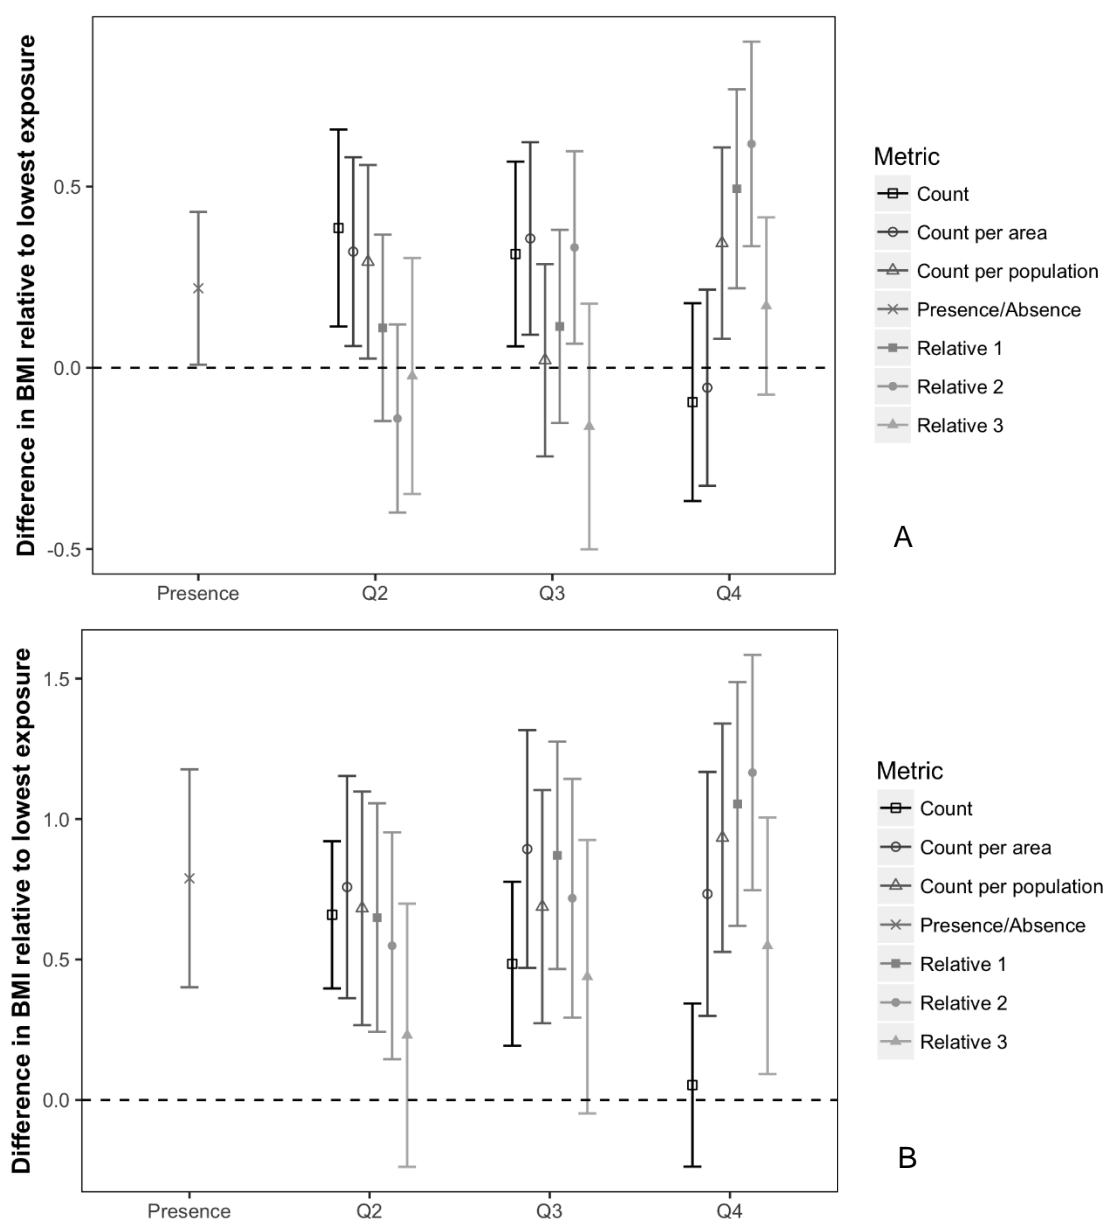 Difference in BMI relative to lowest exposure
0.5
0.0
-0.5
Presence
Q2
Q3
Q4
Metric
Count
Count per area
Count per population
Presence/Absence
Relative 1
Relative 2
Relative 3
A
Difference in BMI relative to lowest exposure
1.5
1.0
0.5
0.0
Presence
Q2
Q3
Q4
Metric
Count
Count per area
Count per population
Presence/Absence
Relative 1
Relative 2
Relative 3
B